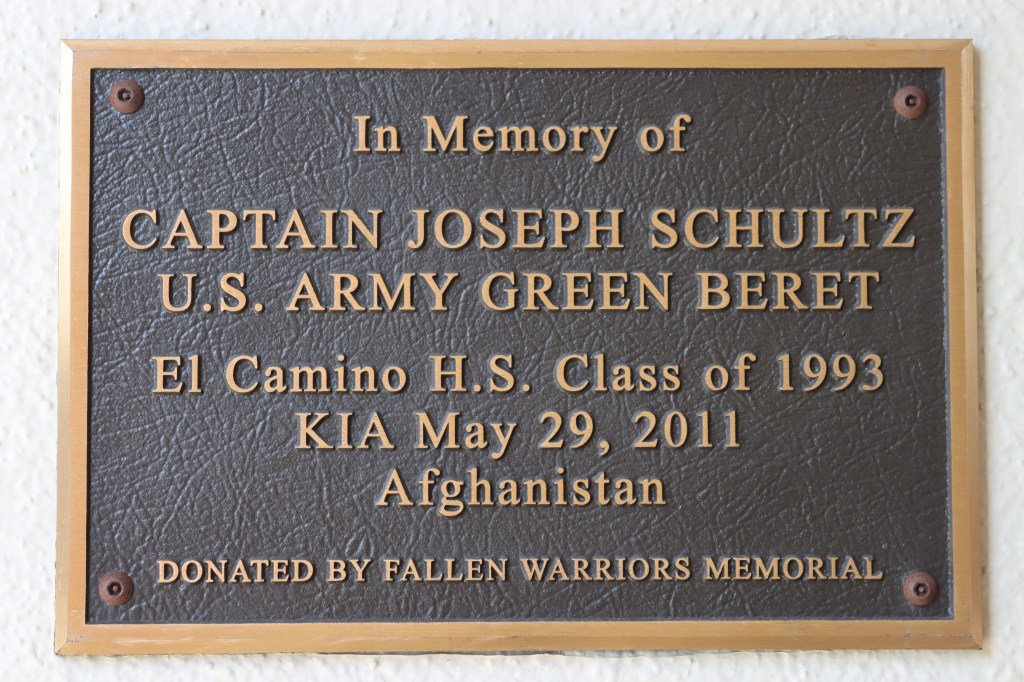 In Memory of
CAPTAIN JOSEPH SCHULTZ
U.S. ARMY GREEN BERET
El Camino H.S. Class of 1993
KIA May 29, 2011
Afghanistan
DONATED BY FALLEN WARRIORS MEMORIAL